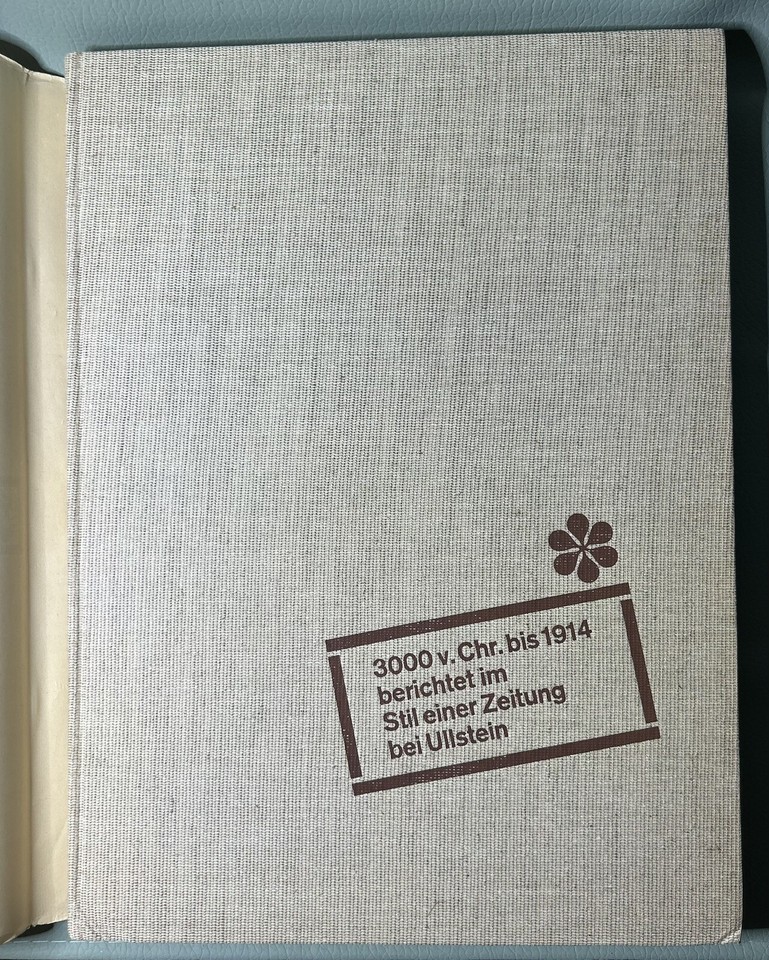 3000 v. Chr. bis 1914
berichtet im
Stil einer Zeitung
bei Ullstein